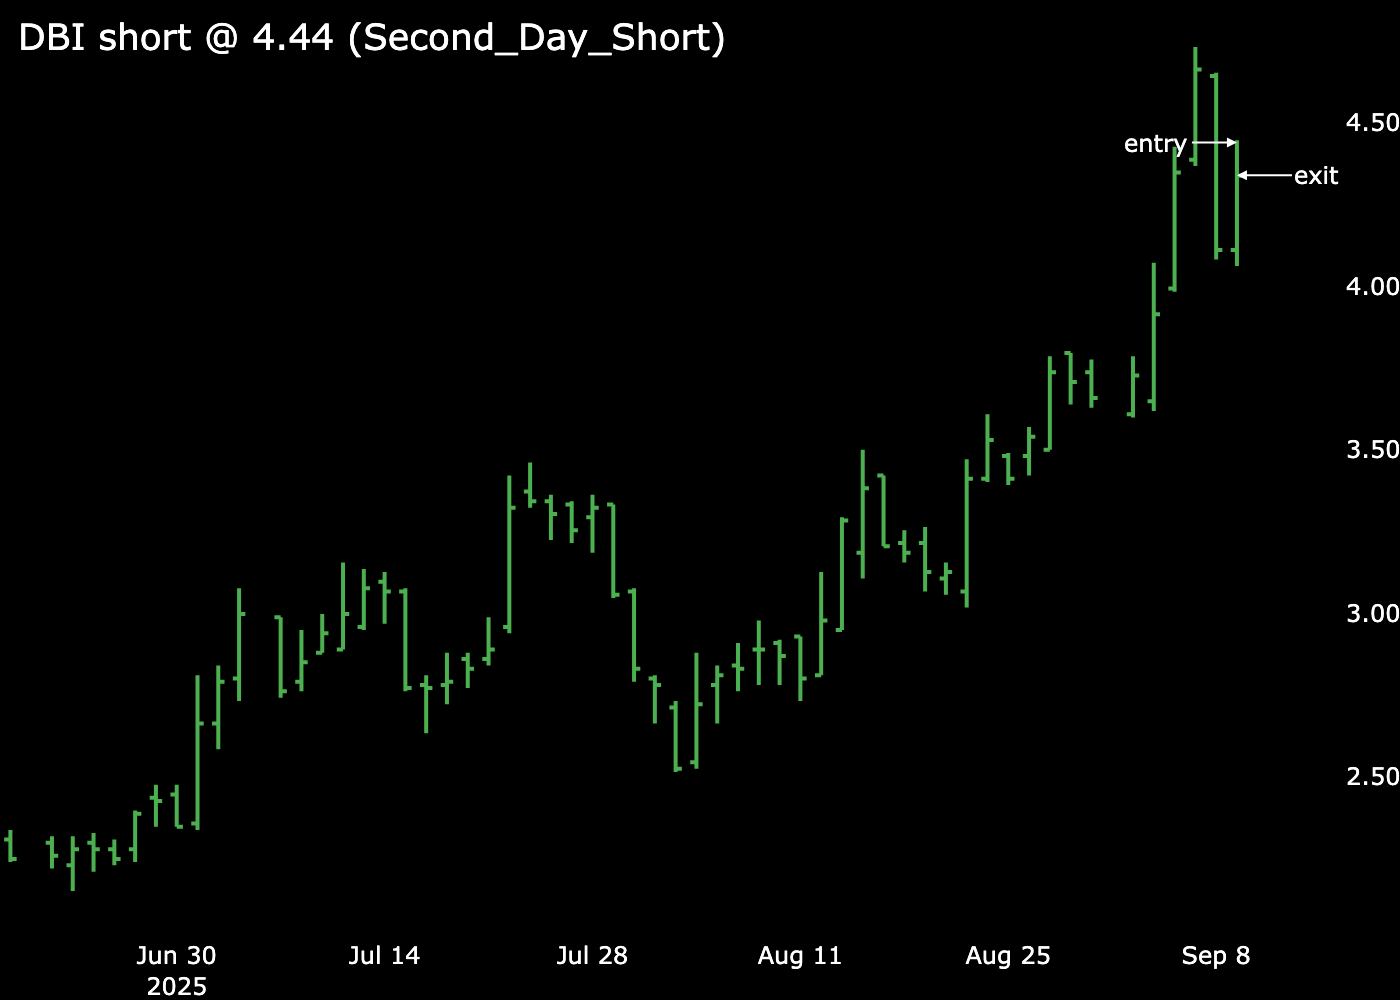 DBI short @ 4.44 (Second_Day_Short)
4.50
entry
exit
4.00
3.50
3.00
2.50
Jun 30
2025
Jul 14
Jul 28
Aug 11
Aug 25
Sep 8